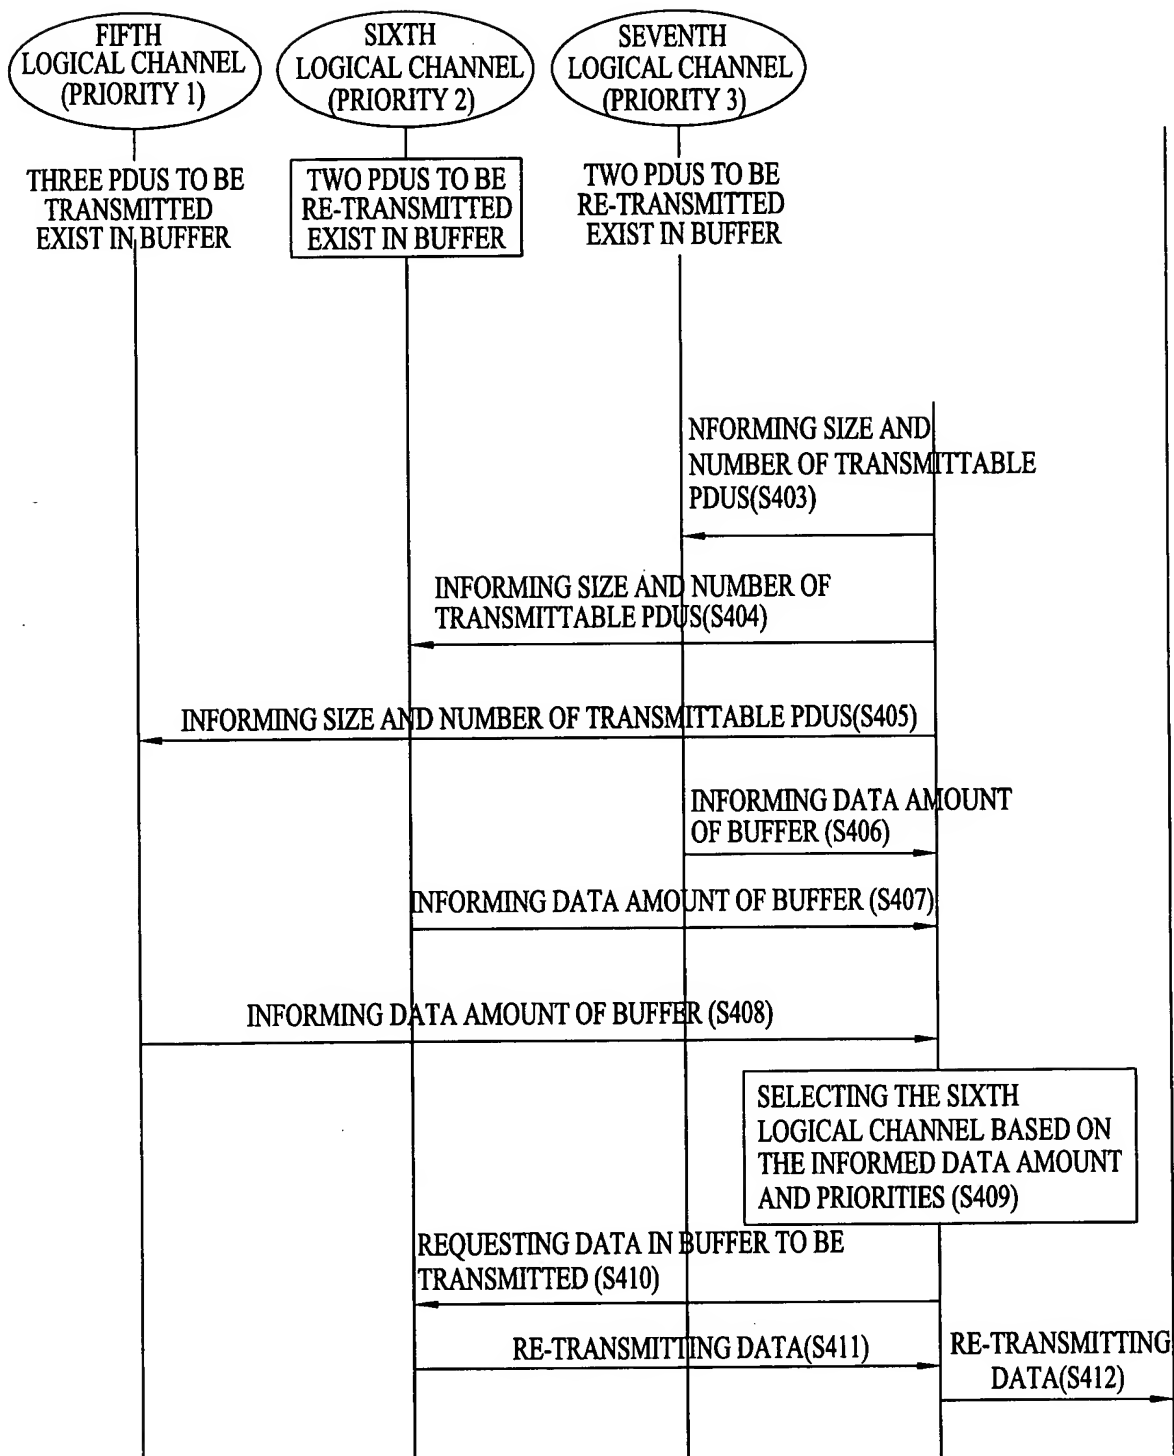 FIFTH
LOGICAL CHANNEL
(PRIORITY 1)
SIXTH
LOGICAL CHANNEL
(PRIORITY 2)
SEVENTH
LOGICAL CHANNEL
(PRIORITY 3)
THREE PDUS TO BE
TRANSMITTED
EXIST IN BUFFER
TWO PDUS TO BE
RE-TRANSMITTED
EXIST IN BUFFER
TWO PDUS TO BE
RE-TRANSMITTED
EXIST IN BUFFER
NFORMING SIZE AND
NUMBER OF TRANSMITTABLE
PDUS(S403)
INFORMING SIZE AND NUMBER OF
TRANSMITTABLE PDUS(S404)
INFORMING SIZE AND NUMBER OF TRANSMITTABLE PDUS(S405)
INFORMING DATA AMOUNT
OF BUFFER (S406)
INFORMING DATA AMOUNT OF BUFFER (S407)
INFORMING DATA AMOUNT OF BUFFER (S408)
SELECTING THE SIXTH
LOGICAL CHANNEL BASED ON
THE INFORMED DATA AMOUNT
AND PRIORITIES (S409)
REQUESTING DATA IN BUFFER TO BE
TRANSMITTED (S410)
RE-TRANSMITTING DATA(S411)
RE-TRANSMITTING
DATA(S412)